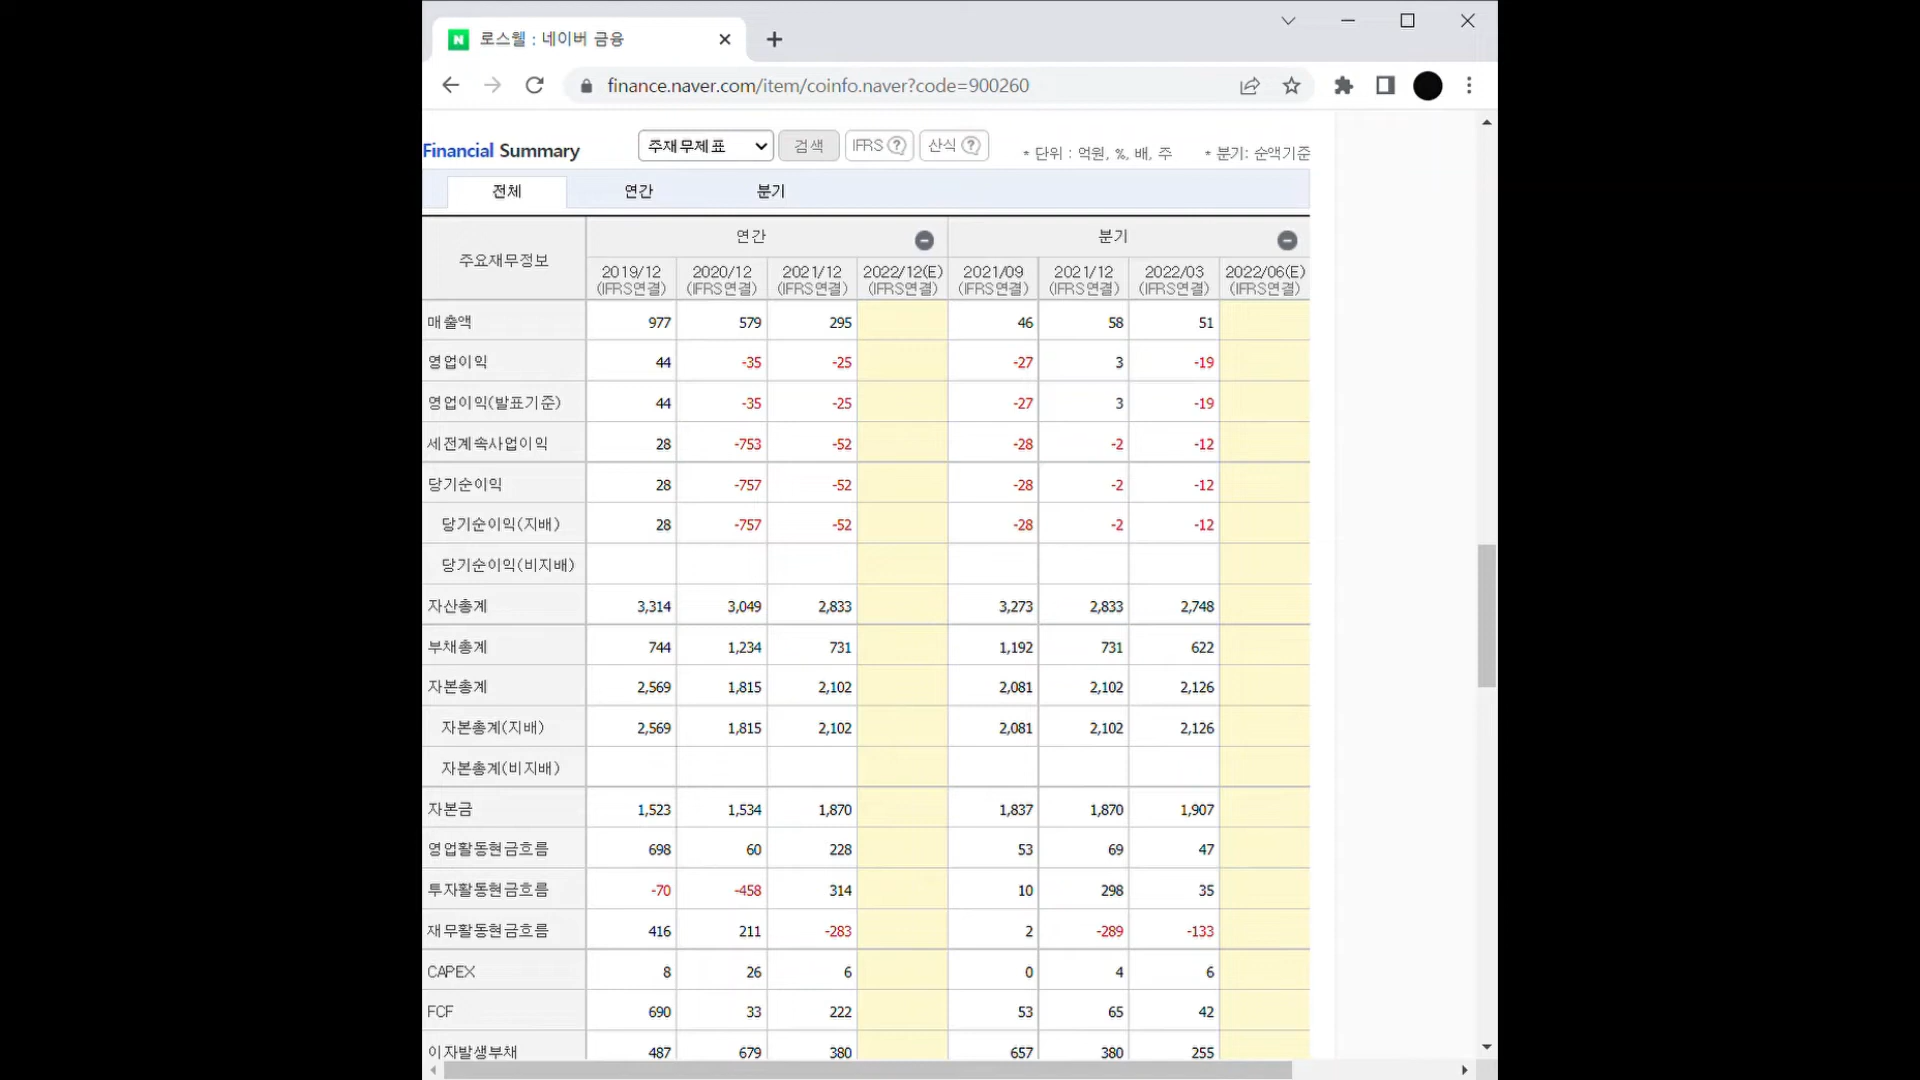 로스웰 : 네이버 금융
finance.naver.com/item/coinfo.naver?code=900260
Financial Summary 주재무제표 검색 IFRS ? 산식 ? * 단위 : 억원, %, 배, 주 * 분기: 순액기준
전체 연간 분기
주요재무정보 연간 분기
2019/12 2020/12 2021/12 2022/12(E) 2021/09 2021/12 2022/03 2022/06(E)
(IFRS연결) (IFRS연결) (IFRS연결) (IFRS연결) (IFRS연결) (IFRS연결) (IFRS연결) (IFRS연결)
매출액 977 579 295 46 58 51
영업이익 44 -35 -25 -27 3 -19
영업이익(발표기준) 44 -35 -25 -27 3 -19
세전계속사업이익 28 -753 -52 -28 -2 -12
당기순이익 28 -757 -52 -28 -2 -12
당기순이익(지배) 28 -757 -52 -28 -2 -12
당기순이익(비지배)
자산총계 3,314 3,049 2,833 3,273 2,833 2,748
부채총계 744 1,234 731 1,192 731 622
자본총계 2,569 1,815 2,102 2,081 2,102 2,126
자본총계(지배) 2,569 1,815 2,102 2,081 2,102 2,126
자본총계(비지배)
자본금 1,523 1,534 1,870 1,837 1,870 1,907
영업활동현금흐름 698 60 228 53 69 47
투자활동현금흐름 -70 -458 314 10 298 35
재무활동현금흐름 416 211 -283 2 -289 -133
CAPEX 8 26 6 0 4 6
FCF 690 33 222 53 65 42
이자발생부채 487 679 380 657 380 255